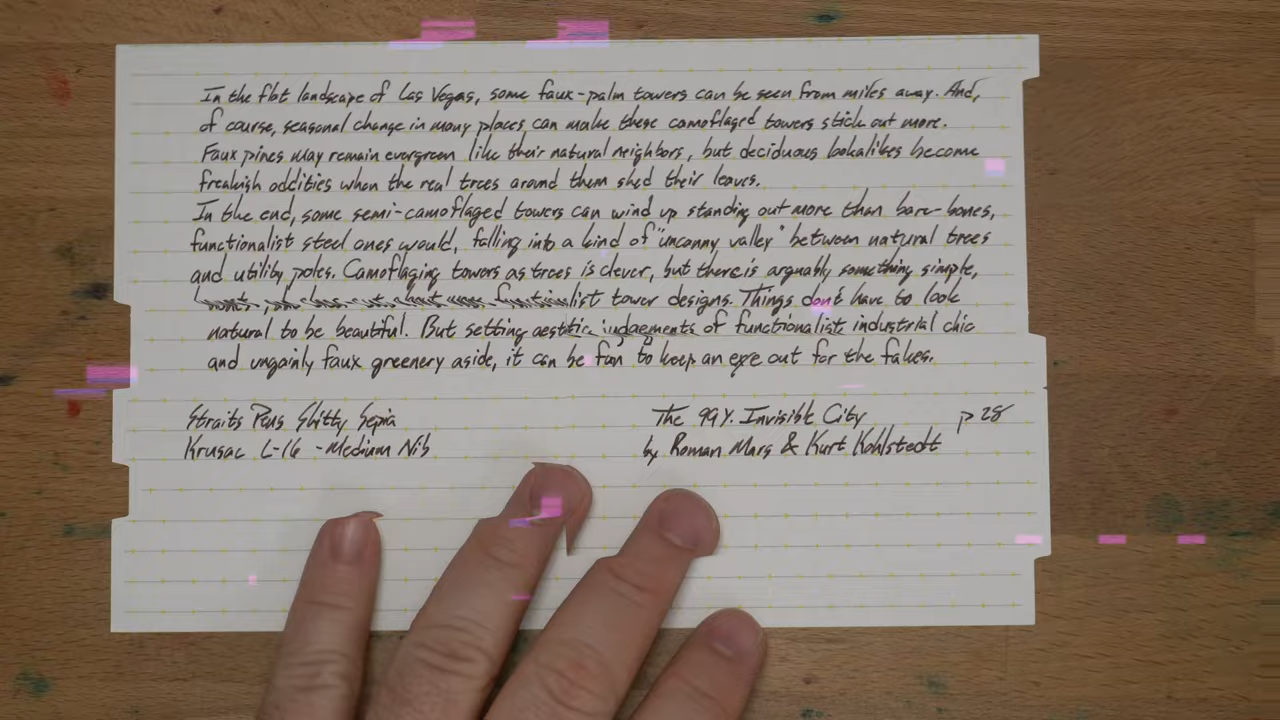 In the flat landscape of Las Vegas, some faux-palm towers can be seen from miles away. And,
of course, seasonal change in many places, can make these camoflaged towers stick out more.
Faux pines may remain evergreen like their natural neighbors, but deciduous lookalikes become
freakish oddities when the real trees around them shed their leaves.
In the end, some semi-camoflaged towers can wind up standing out more than bare-bones,
functionalist steel ones would, falling into a kind of "uncanny valley" between natural trees
and utility poles. Camoflaging towers as trees is clever, but there is arguably something simple,
tower designs. Things don't have to look
natural to be beautiful. But setting judgements of functionalist industrial chic
and ungainly faux greenery aside, it can be fun to keep an eye out for the fakes.
Straits Pens Shitty Sepia
Krusac L-16 - Medium Nib
The 99%. Invisible City p 28
by Roman Mars & Kurt Kohlstedt